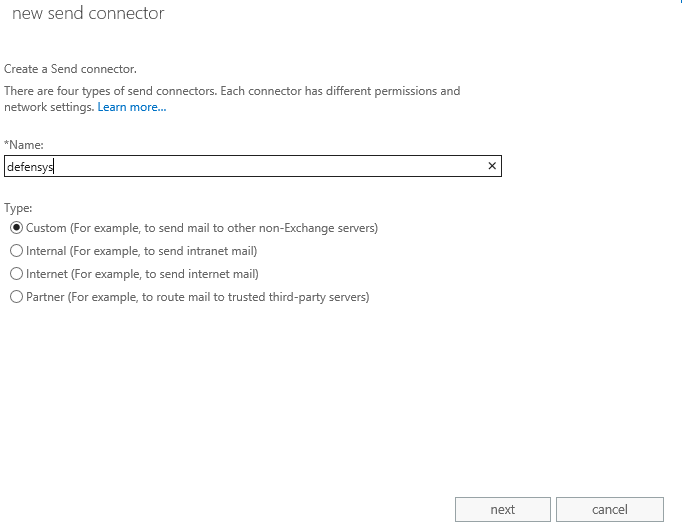 new send connector
Create a Send connector.
There are four types of send connectors. Each connector has different permissions and
network settings. Learn more...
*Name:
defensys
Type:
Custom (For example, to send mail to other non-Exchange servers)
Internal (For example, to send intranet mail)
Internet (For example, to send internet mail)
Partner (For example, to route mail to trusted third-party servers)
next cancel